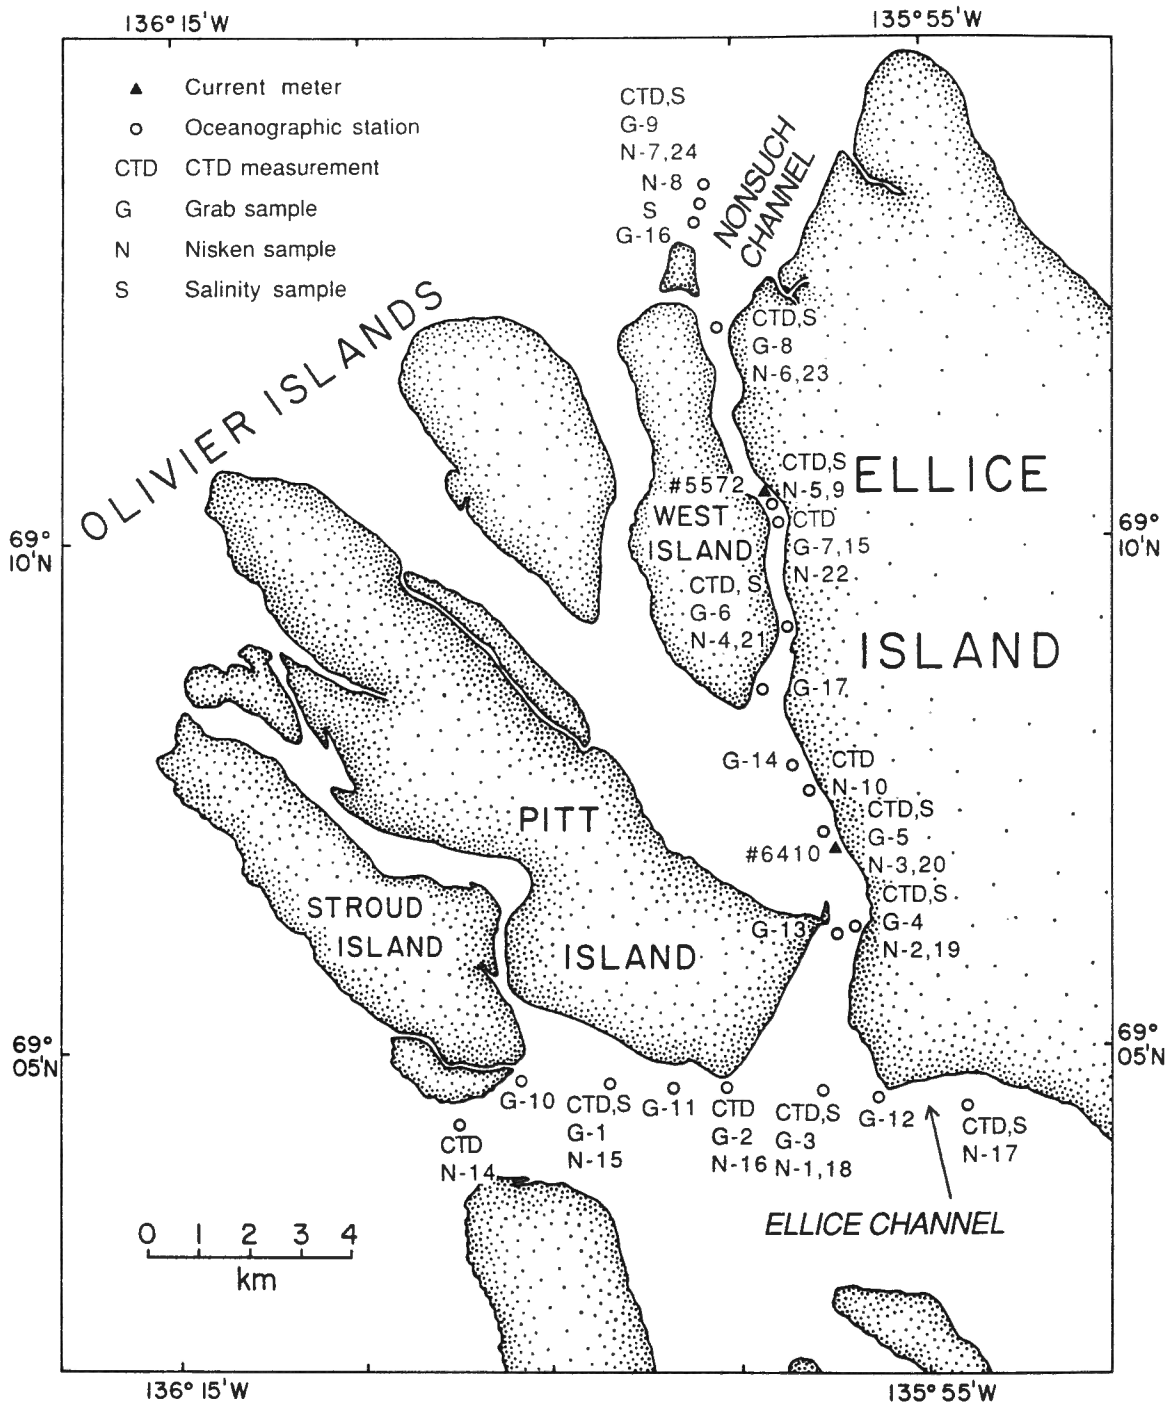 136°15'W
135°55'W
▲ Current meter
○ Oceanographic station
CTD CTD measurement
G Grab sample
N Nisken sample
S Salinity sample
CTD,S
G-9
N-7,24
N-8
S
G-16
NONSUCH
CHANNEL
OLIVIER ISLANDS
CTD,S
G-8
N-6,23
CTD,S
N-5,9
#5572
ELLICE
WEST
ISLAND
CTD
G-7,15
N-22
69°
10'N
69°
10'N
CTD, S
G-6
N-4,21
ISLAND
G-17
G-14
CTD
N-10
PITT
ISLAND
CTD,S
G-5
N-3,20
#6410
CTD,S
G-4
N-2,19
G-13
STROUD
ISLAND
69°
05'N
69°
05'N
G-10
CTD,S
G-1
N-15
G-11
CTD
G-2
N-16
CTD,S
G-3
N-1,18
G-12
CTD,S
N-17
CTD
N-14
ELLICE CHANNEL
0 1 2 3 4
km
136°15'W
135°55'W